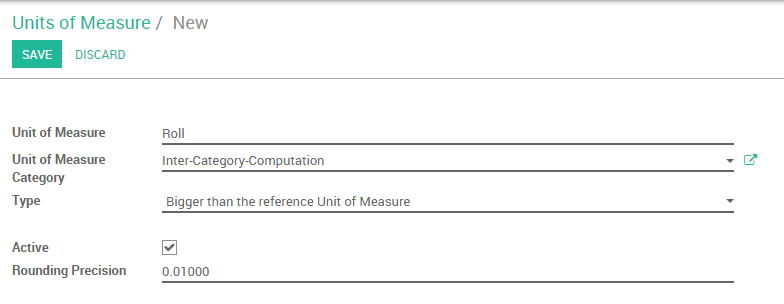 Units of Measure / New
SAVE DISCARD
Unit of Measure Roll
Unit of Measure Category Inter-Category-Computation
Type Bigger than the reference Unit of Measure
Active
Rounding Precision 0.01000